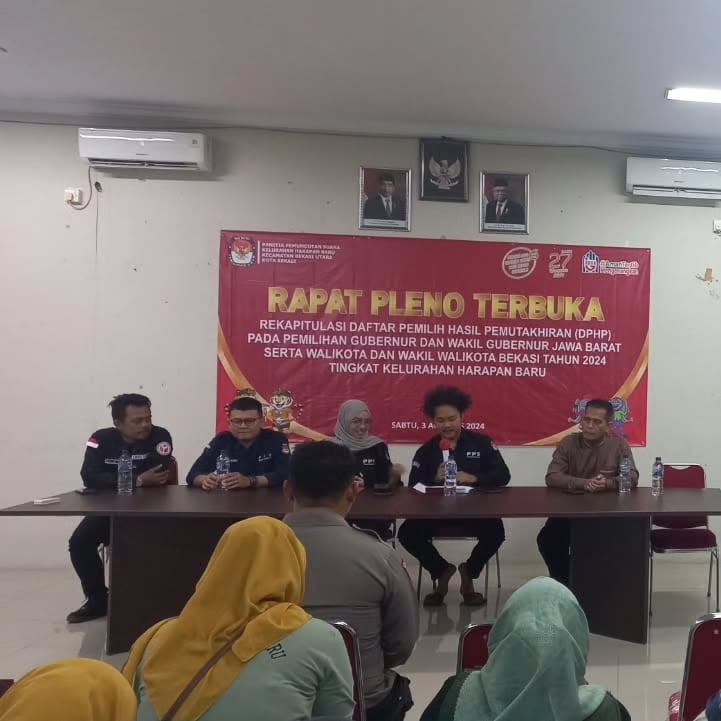 PANITIA PEMUNGUTAN SUARA
KELURAHAN HARAPAN BARU
KECAMATAN BEKASI UTARA
KOTA BEKASI
27
RAPAT PLENO TERBUKA
REKAPITULASI DAFTAR PEMILIH HASIL PEMUTAKHIRAN (DPHP)
PADA PEMILIHAN GUBERNUR DAN WAKIL GUBERNUR JAWA BARAT
SERTA WALIKOTA DAN WAKIL WALIKOTA BEKASI TAHUN 2024
TINGKAT KELURAHAN HARAPAN BARU
SABTU, 3 2024
PPS
PPS